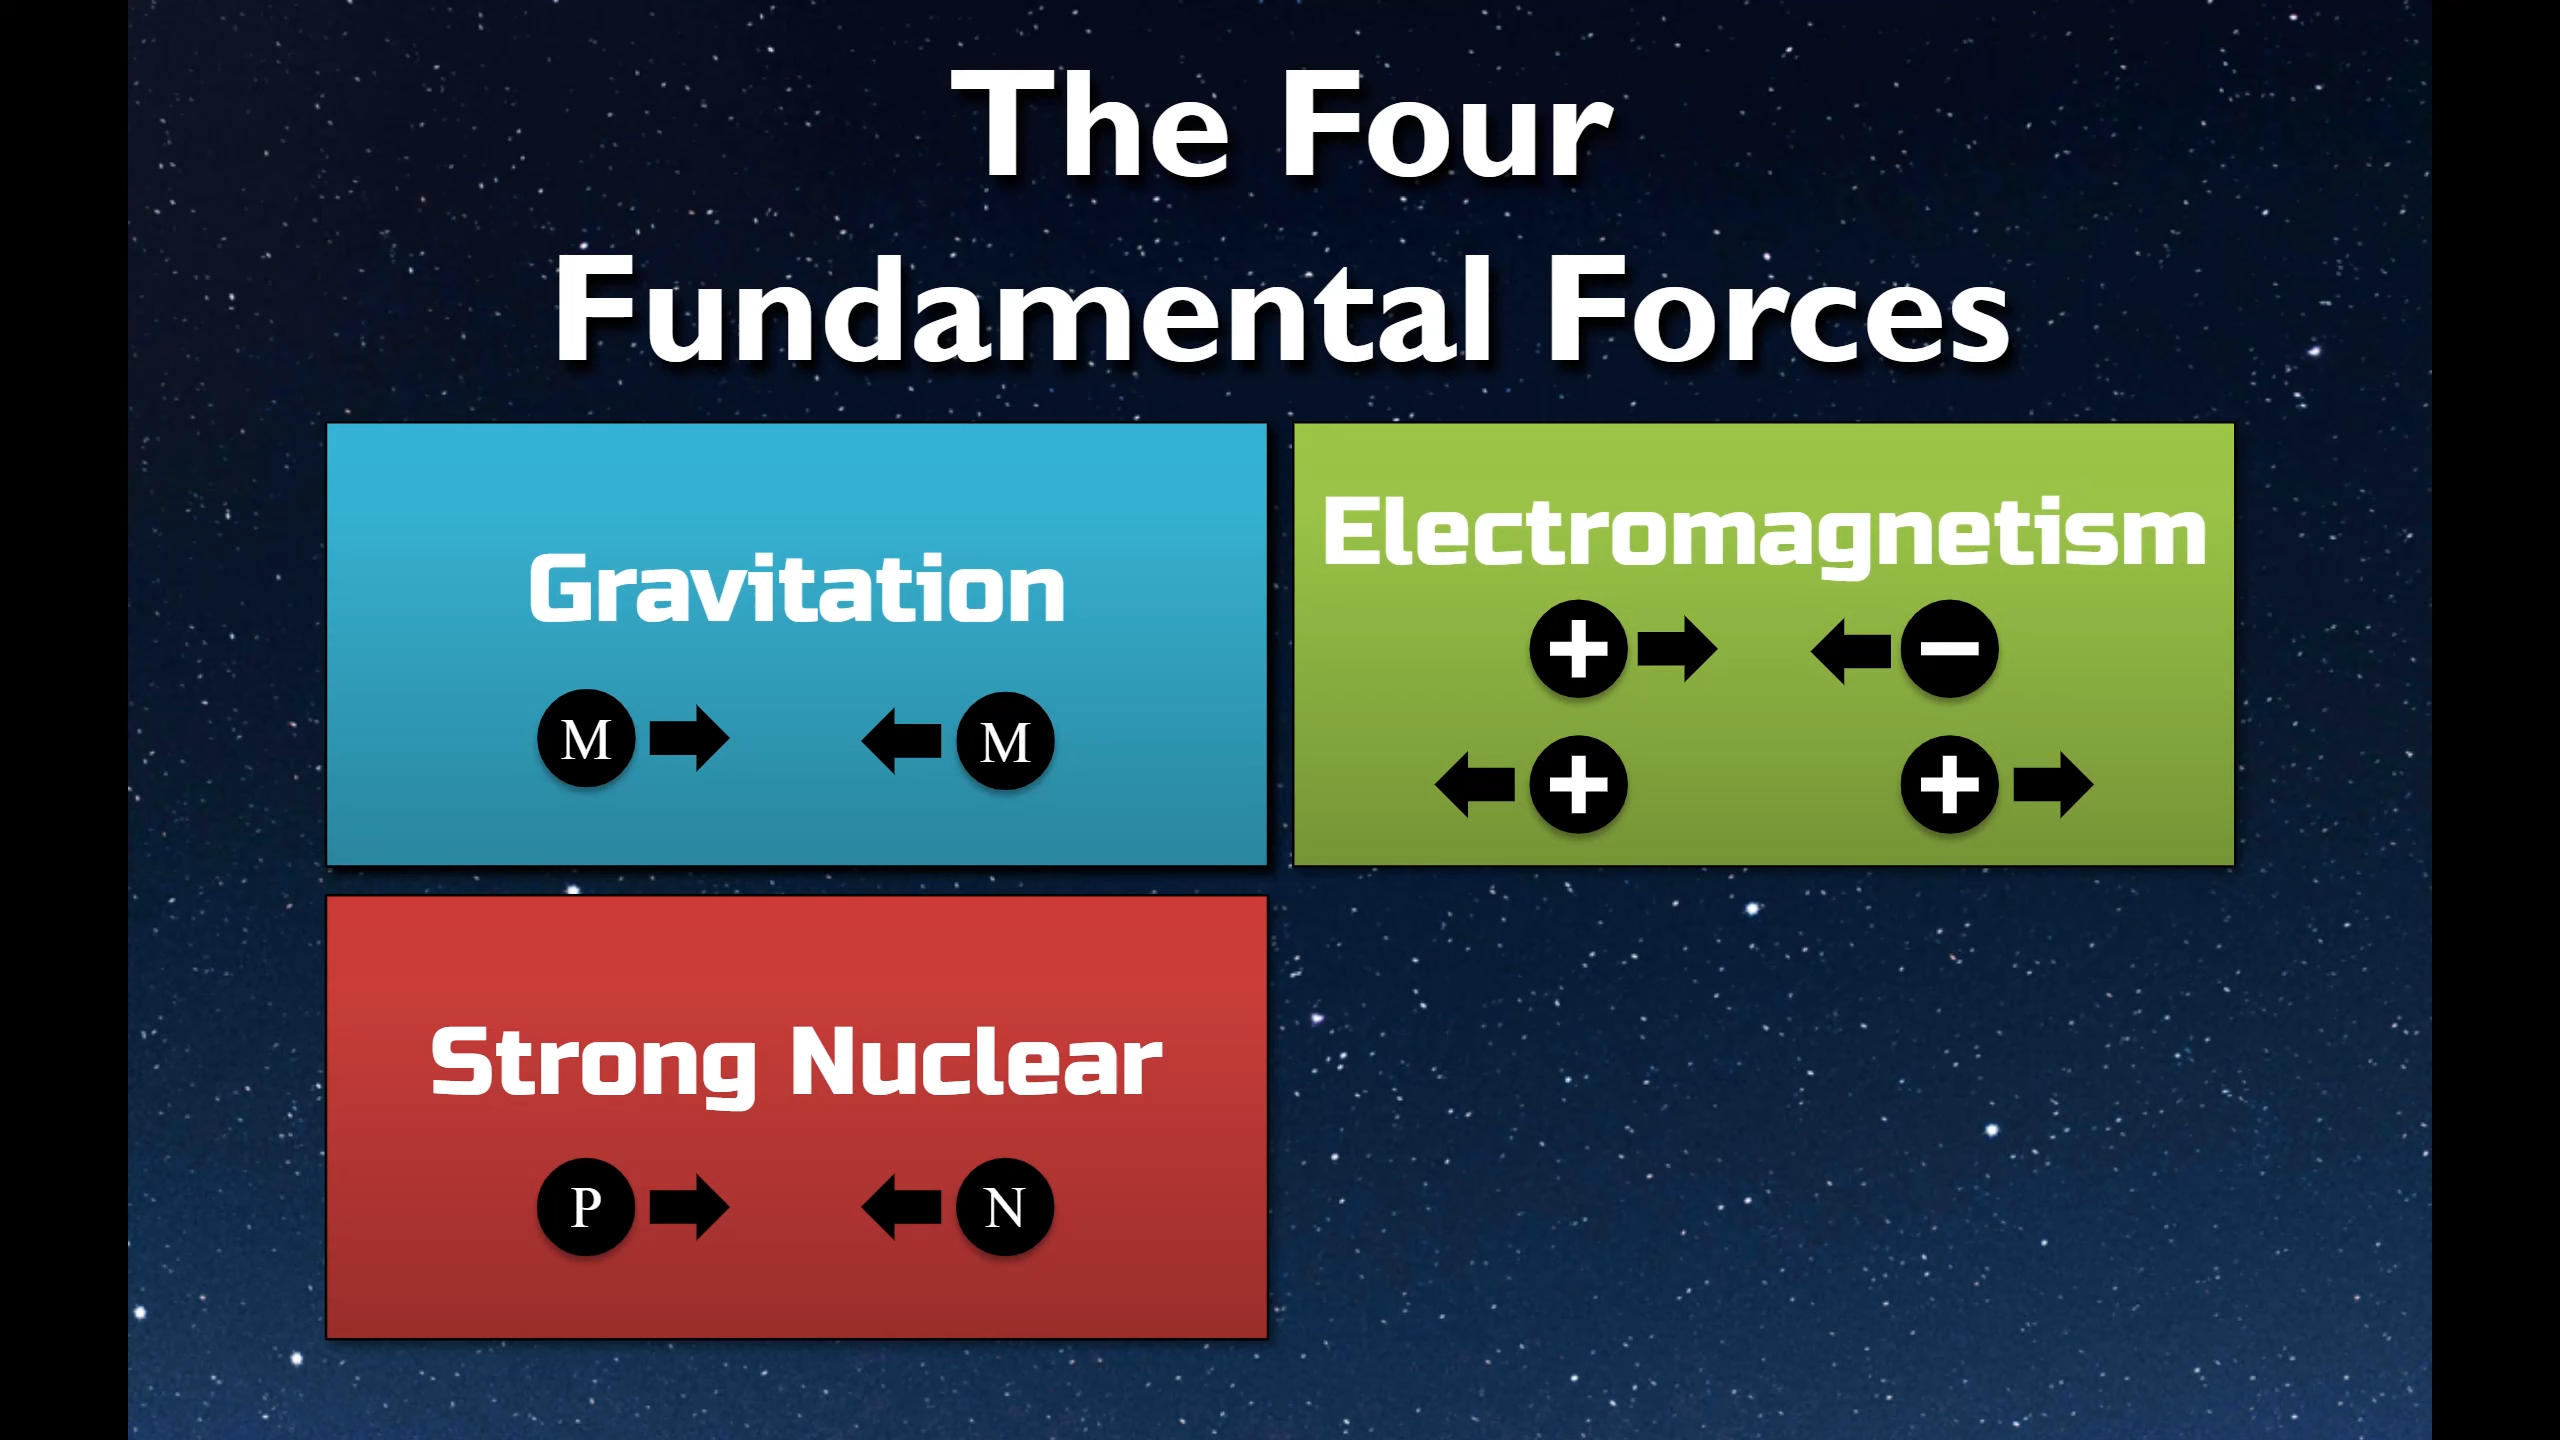 The Four
Fundamental Forces
Gravitation
M M
Electromagnetism
+ −
+ +
Strong Nuclear
P N